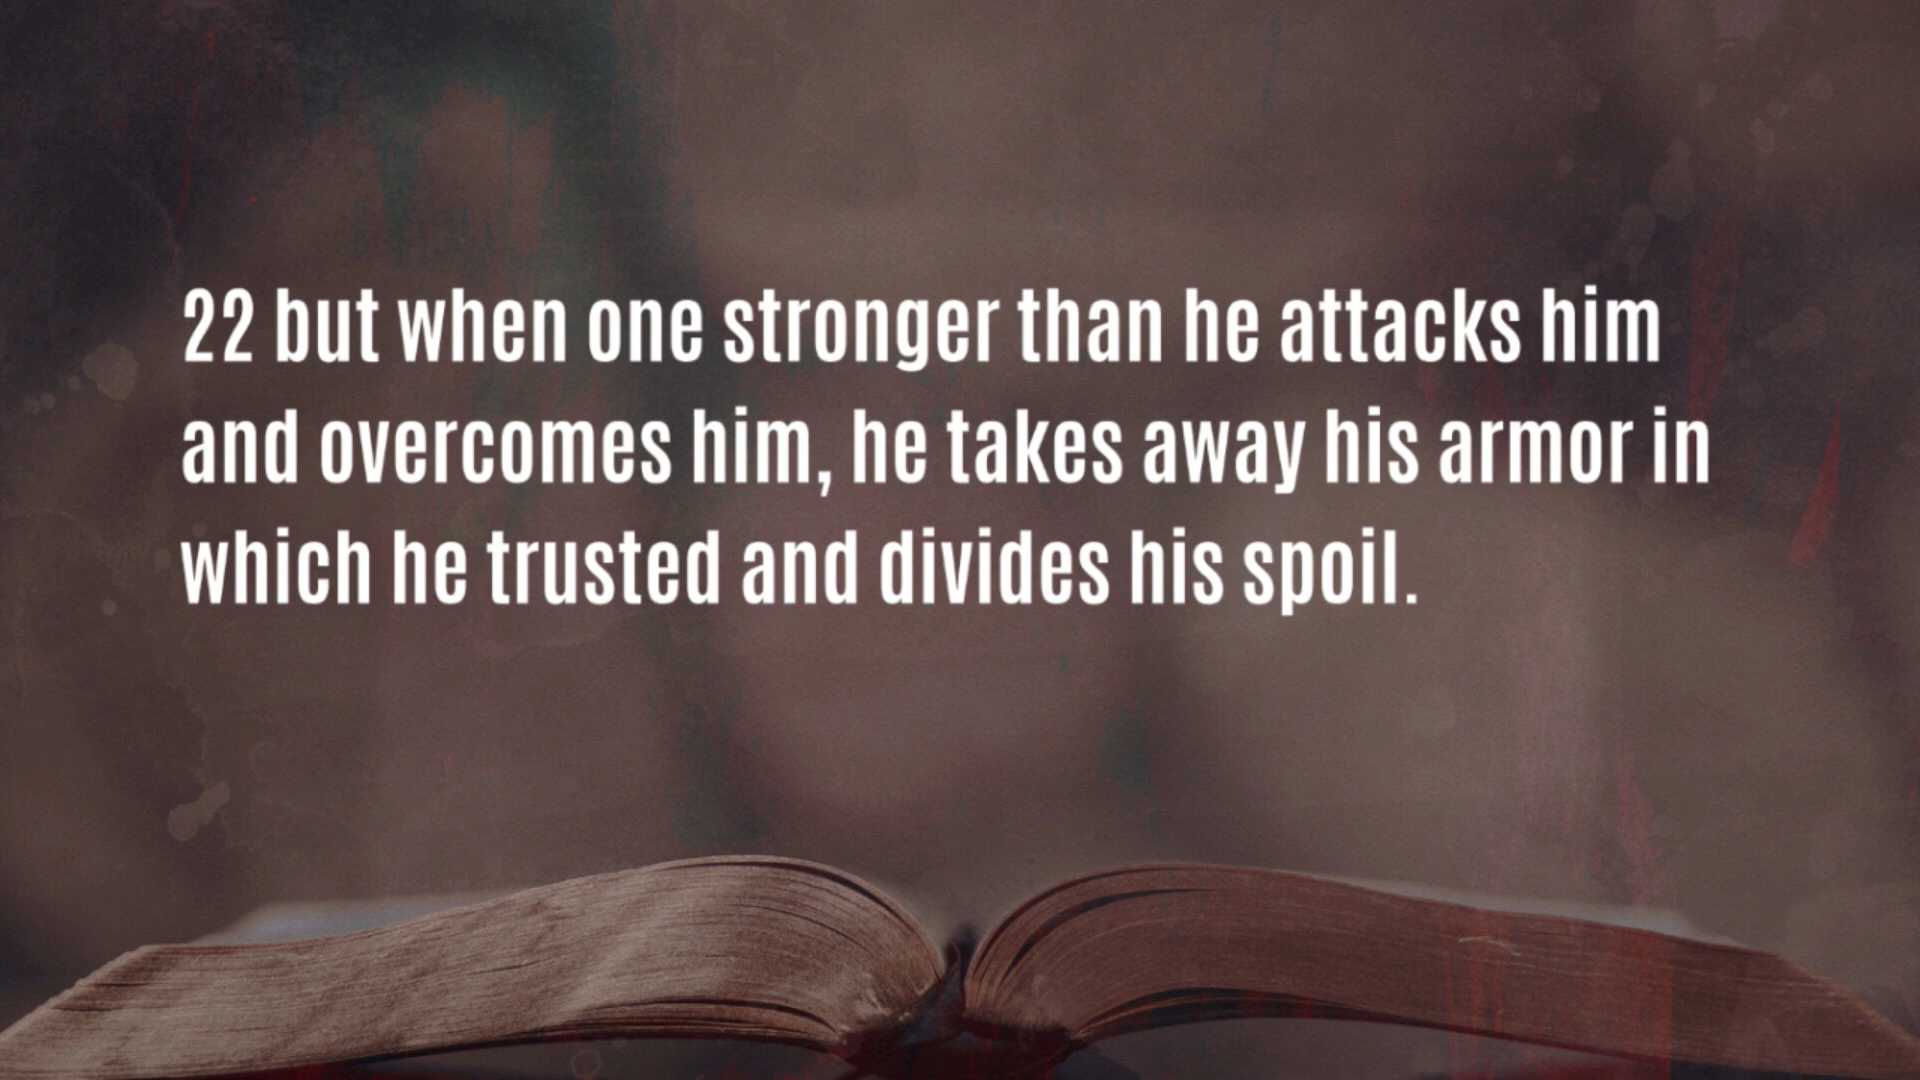 22 but when one stronger than he attacks him
and overcomes him, he takes away his armor in
which he trusted and divides his spoil.